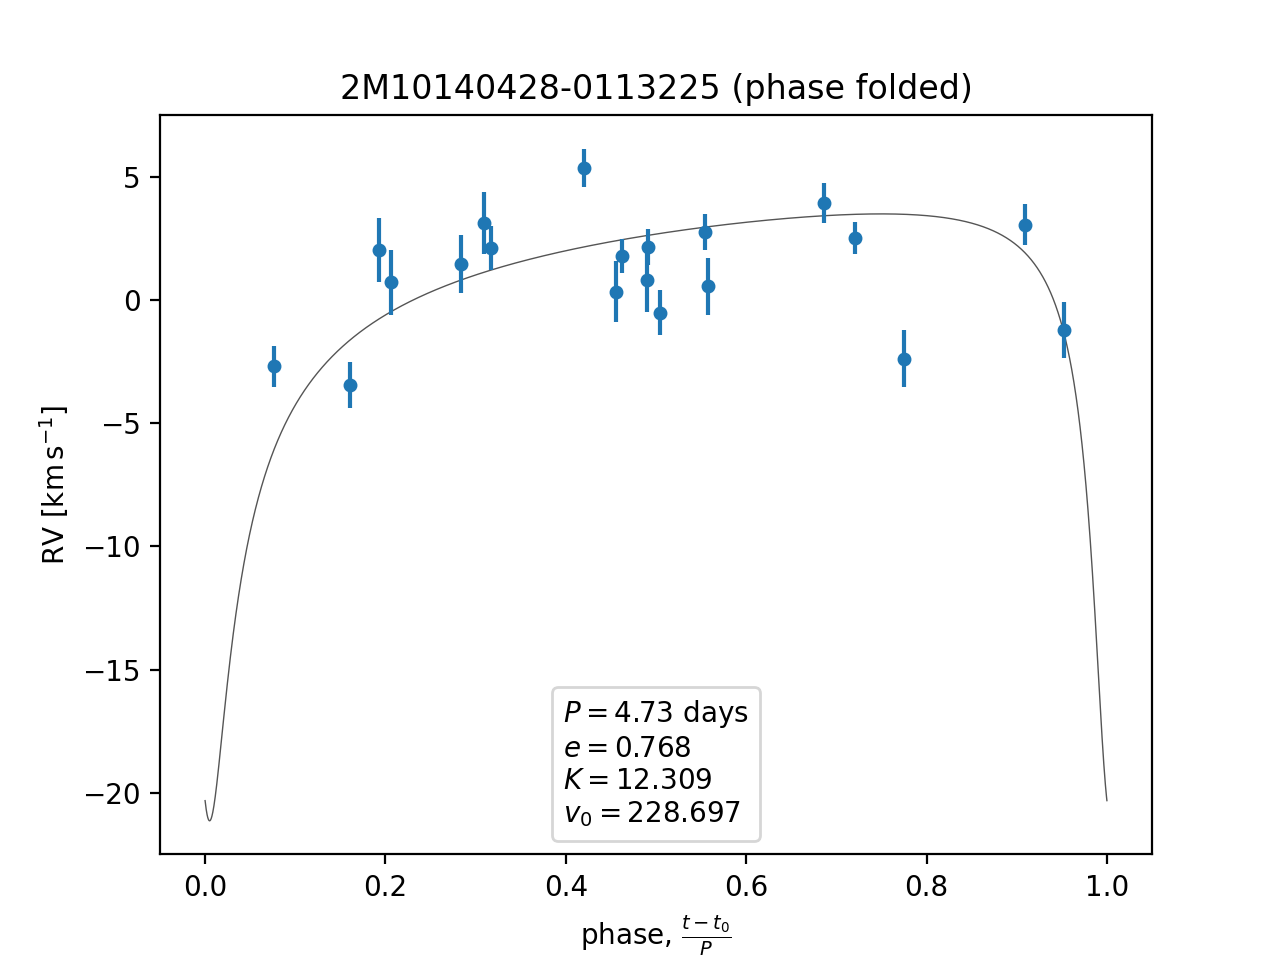 2M10140428-0113225 (phase folded)
5
0
−5
−10
−15
−20
RV [km s⁻¹]
P = 4.73 days
e = 0.768
K = 12.309
v₀ = 228.697
0.0 0.2 0.4 0.6 0.8 1.0
phase, (t − t₀)/P